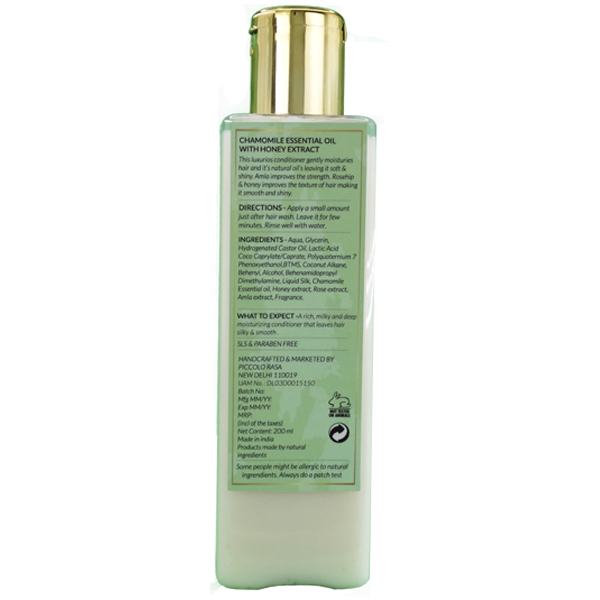 CHAMOMILE ESSENTIAL OIL
WITH HONEY EXTRACT
This luxurios conditioner gently moisturies
hair and it's natural oil's leaving it soft &
shiny. Amla improves the strength. Rosehip
& honey improves the texture of hair making
it smooth and shiny.
DIRECTIONS - Apply a small amount
just after hair wash. Leave it for few
minutes. Rinse well with water.
INGREDIENTS - Aqua, Glycerin,
Hydrogenated Castor Oil, Lactic Acid
Coco Caprylate/Caprate, Polyquaternium 7
Phenoxyethanol,BTMS, Coconut Alkane,
Behenyl, Alcohol, Behenamidopropyl
Dimethylamine, Liquid Silk, Chamomile
Essential oil, Honey extract, Rose extract,
Amla extract, Fragrance.
WHAT TO EXPECT -A rich, milky and deep
moisturizing conditioner that leaves hair
silky & smooth .
SLS & PARABEN FREE
HANDCRAFTED & MARKETED BY
PICCOLO RASA
NEW DELHI 110019
UAM No : DL03D0015150
Batch No:
Mfg MM/YY:
Exp MM/YY:
MRP:
(incl of the taxes)
Net Content: 200 ml
Made in india
Products made by natural
ingredients
NOT TESTED
ON ANIMALS
Some people might be allergic to natural
ingrendients. Always do a patch test